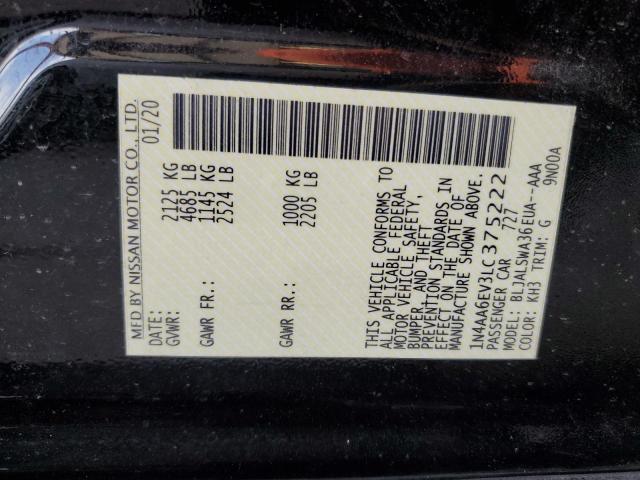 MFD BY NISSAN MOTOR CO., LTD.
DATE: 01/20
GVWR: 2125 KG
4685 LB
GAWR FR: 1145 KG
2524 LB
GAWR RR: 1000 KG
2205 LB
THIS VEHICLE CONFORMS TO
ALL APPLICABLE FEDERAL
MOTOR VEHICLE SAFETY,
BUMPER, AND THEFT
PREVENTION STANDARDS IN
EFFECT ON THE DATE OF
MANUFACTURE SHOWN ABOVE.
1N4AA6EV3LC375222
PASSENGER CAR 727
MODEL: BLJALSWA36EUA--AAA
COLOR: KH3 TRIM: G 9N00A